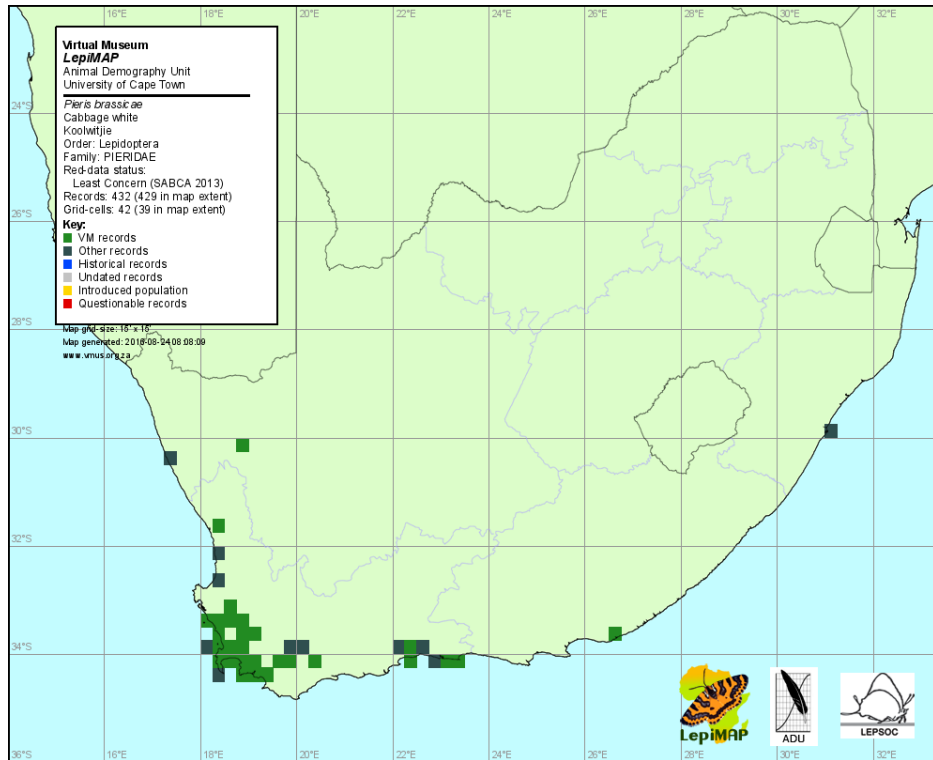 16°E 18°E 20°E 22°E 24°E 26°E 28°E 30°E 32°E
Virtual Museum
LepiMAP
Animal Demography Unit
University of Cape Town
Pieris brassicae
Cabbage white
Koolwitjie
Order: Lepidoptera
Family: PIERIDAE
Red-data status:
Least Concern (SABCA 2013)
Records: 432 (429 in map extent)
Grid-cells: 42 (39 in map extent)
Key:
VM records
Other records
Historical records
Undated records
Introduced population
Questionable records
Map grid-size: 15' x 15'
Map generated: 2016-08-24 08:08:09
www.vmus.org.za
24°S
26°S
28°S
30°S
32°S
34°S
36°S
LepiMAP
ADU
LEPSOC